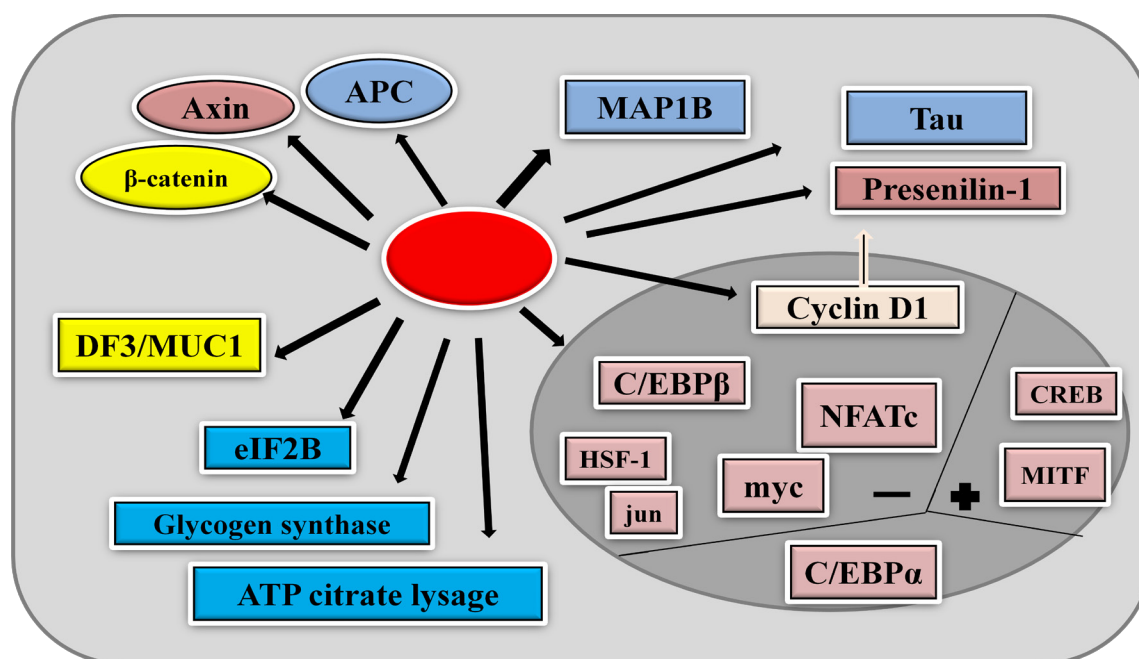 APC
Axin
MAP1B
Tau
β-catenin
Presenilin-1
Cyclin D1
DF3/MUC1
C/EBPβ
CREB
NFATc
eIF2B
HSF-1
myc
MITF
jun
Glycogen synthase
C/EBPα
ATP citrate lysage